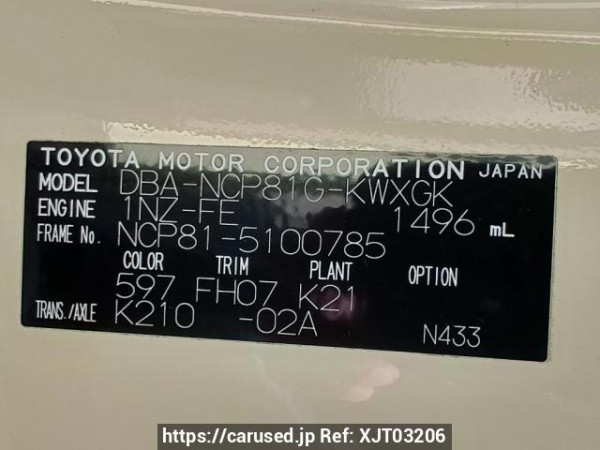 TOYOTA MOTOR CORPORATION JAPAN
MODEL DBA-NCP81G-KWXGK
ENGINE 1NZ-FE 1496 mL
FRAME No. NCP81-5100785
COLOR TRIM PLANT OPTION
597 FH07 K21
TRANS./AXLE K210 -02A
N433
https://carused.jp Ref: XJT03206